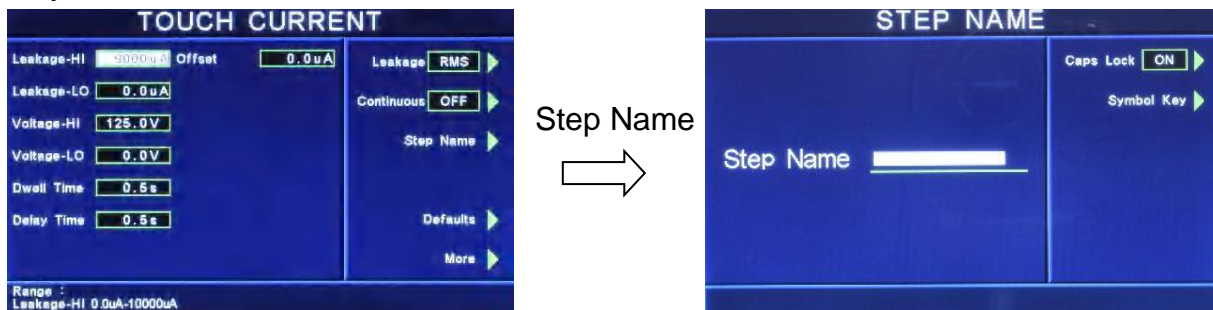 TOUCH CURRENT
Leakage-HI Offset 0.0uA
Leakage-LO 0.0uA
Voltage-HI 125.0V
Voltage-LO 0.0V
Dwell Time 0.5s
Delay Time 0.5s
Leakage RMS
Continuous OFF
Step Name
Defaults
More
Range :
Leakage-HI 0.0uA-10000uA
Step Name
STEP NAME
Step Name
Caps Lock ON
Symbol Key